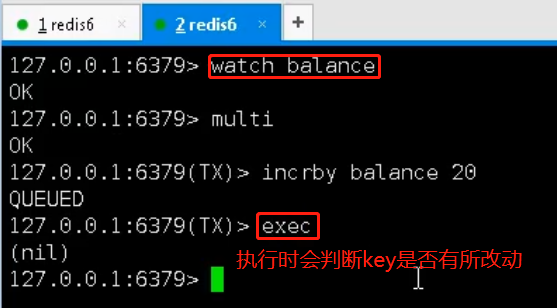 1 redis6 × 2 redis6 × +
127.0.0.1:6379> watch balance
OK
127.0.0.1:6379> multi
OK
127.0.0.1:6379(TX)> incrby balance 20
QUEUED
127.0.0.1:6379(TX)> exec
(nil)
执行时会判断key是否有所改动
127.0.0.1:6379>